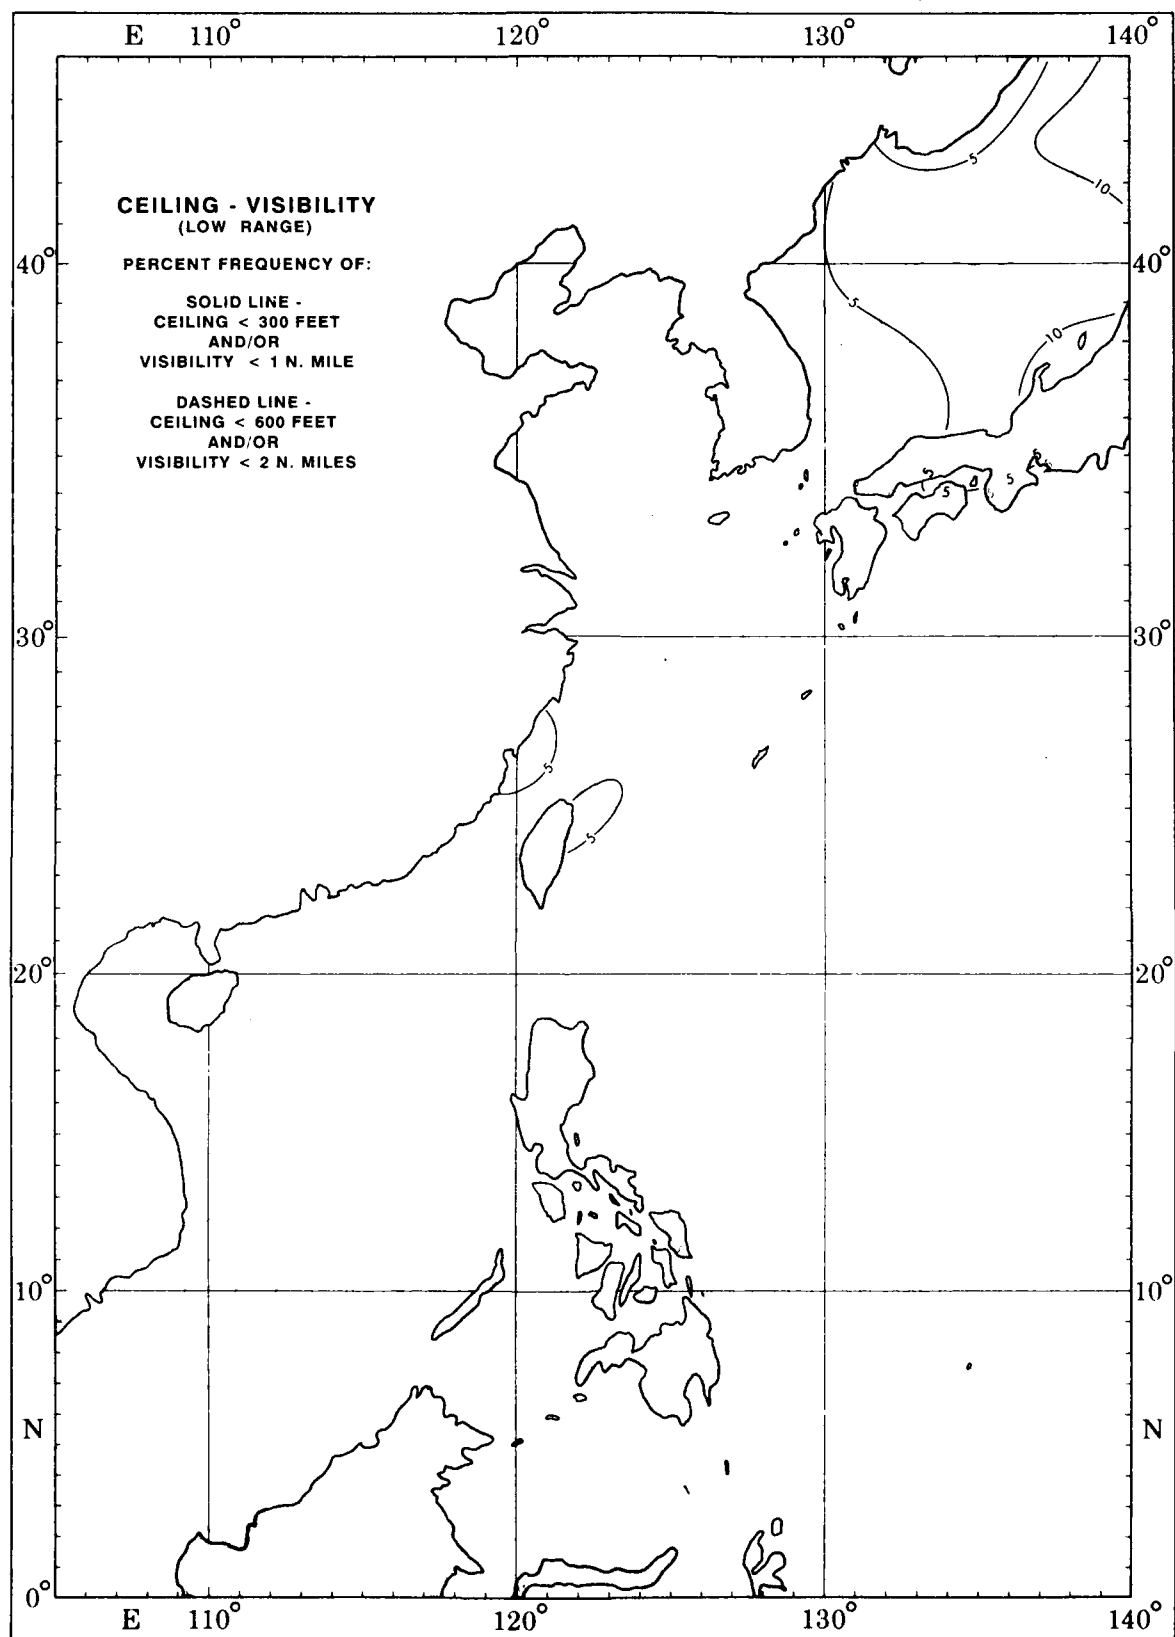 E 110° 120° 130° 140°
5
10
CEILING - VISIBILITY
(LOW RANGE)
40° 40°
PERCENT FREQUENCY OF:
SOLID LINE -
CEILING < 300 FEET
AND/OR
VISIBILITY < 1 N. MILE
5
10
DASHED LINE -
CEILING < 600 FEET
AND/OR
VISIBILITY < 2 N. MILES
5 5 5
30° 30°
5
5
20° 20°
10° 10°
N N
0° 0°
E 110° 120° 130° 140°